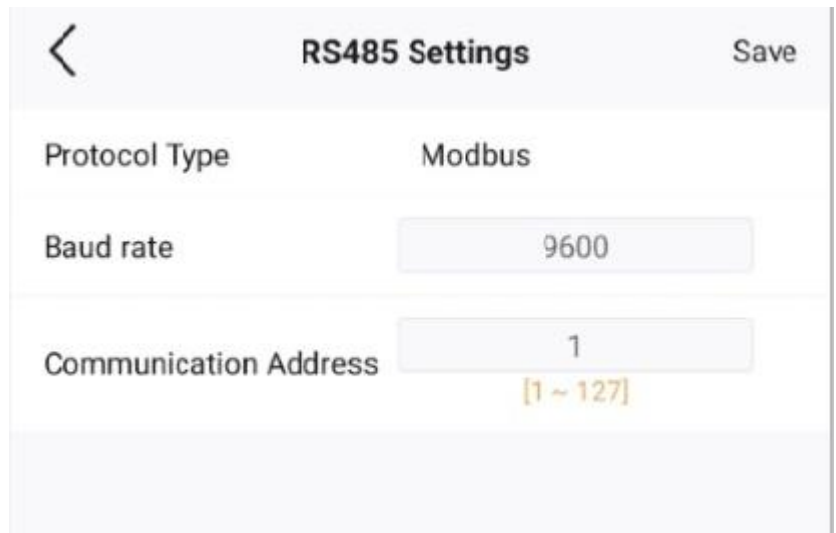 RS485 Settings Save
Protocol Type Modbus
Baud rate 9600
Communication Address 1
[1 ~ 127]